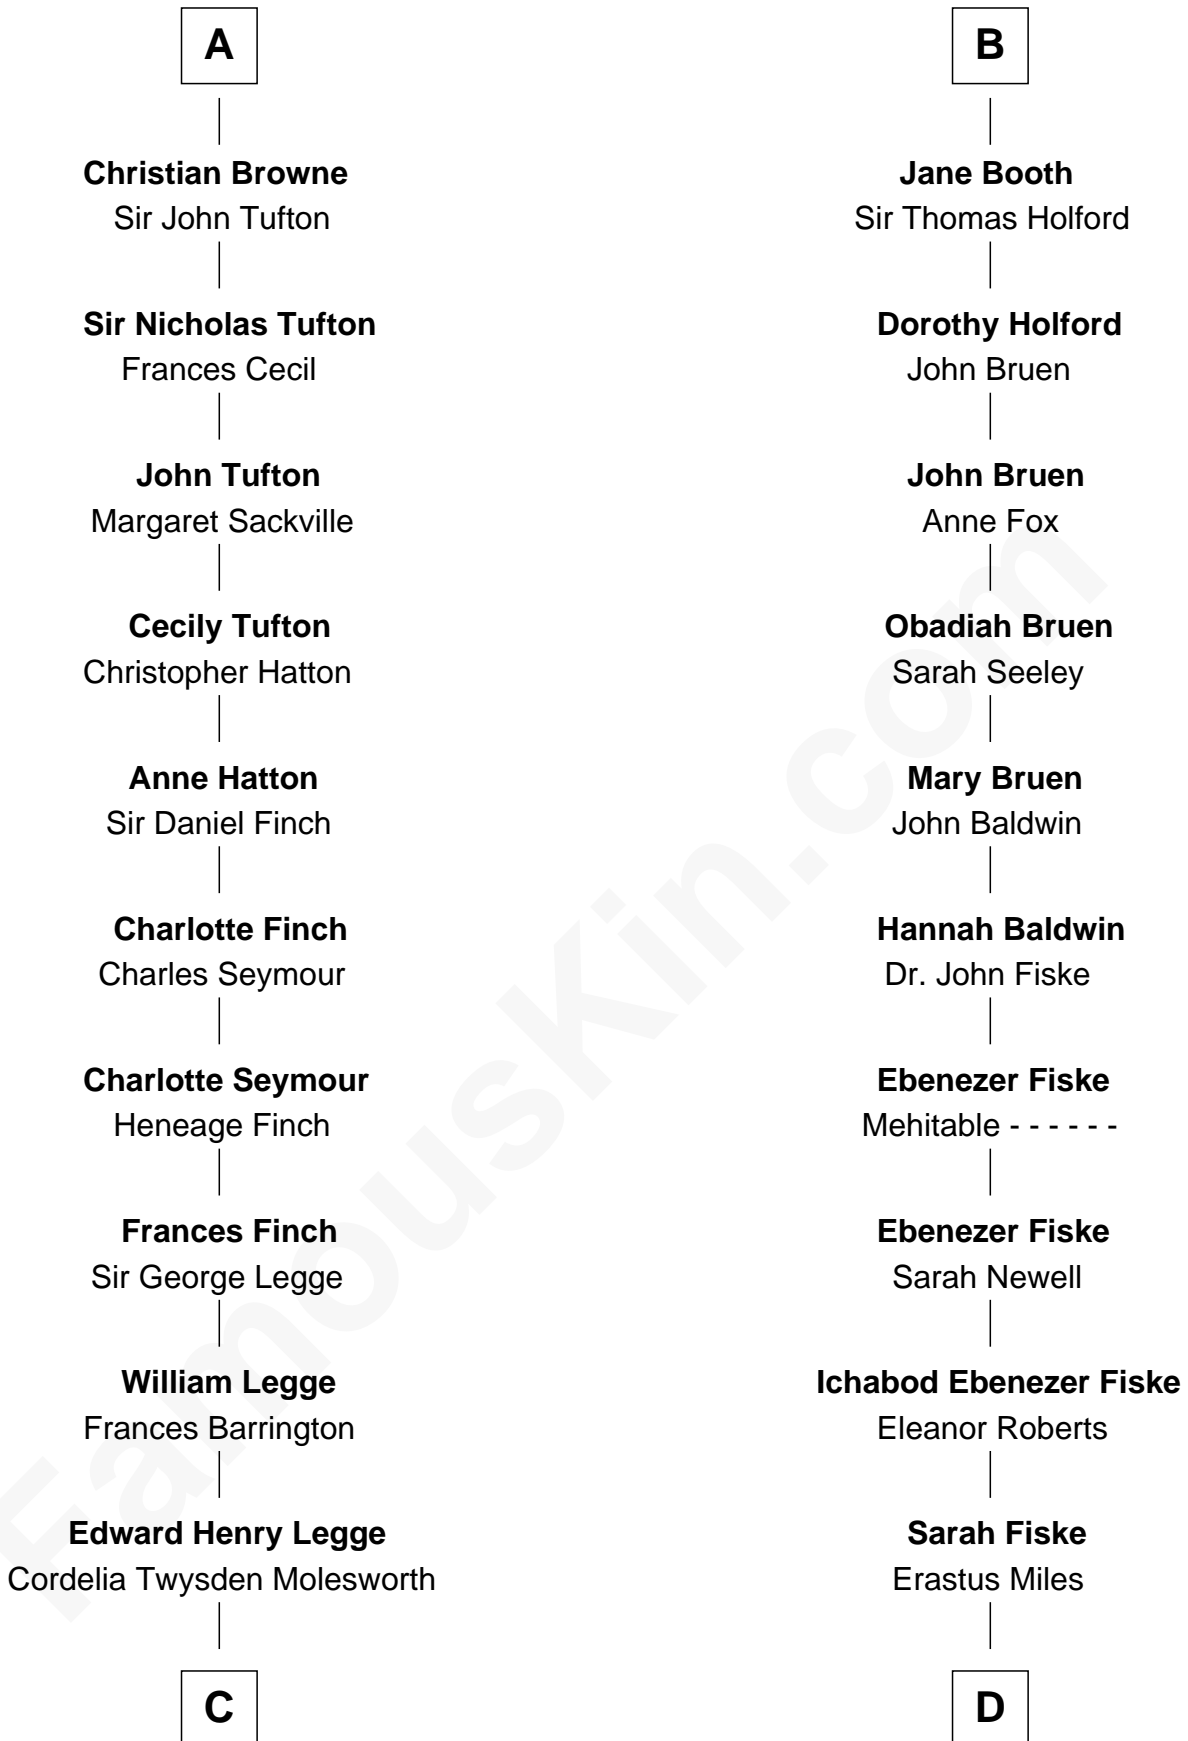 A
Christian Browne
Sir John Tufton
Sir Nicholas Tufton
Frances Cecil
John Tufton
Margaret Sackville
Cecily Tufton
Christopher Hatton
Anne Hatton
Sir Daniel Finch
Charlotte Finch
Charles Seymour
Charlotte Seymour
Heneage Finch
Frances Finch
Sir George Legge
William Legge
Frances Barrington
Edward Henry Legge
Cordelia Twysden Molesworth
C
B
Jane Booth
Sir Thomas Holford
Dorothy Holford
John Bruen
John Bruen
Anne Fox
Obadiah Bruen
Sarah Seeley
Mary Bruen
John Baldwin
Hannah Baldwin
Dr. John Fiske
Ebenezer Fiske
Mehitable - - - - - -
Ebenezer Fiske
Sarah Newell
Ichabod Ebenezer Fiske
Eleanor Roberts
Sarah Fiske
Erastus Miles
D
FamousKin.com